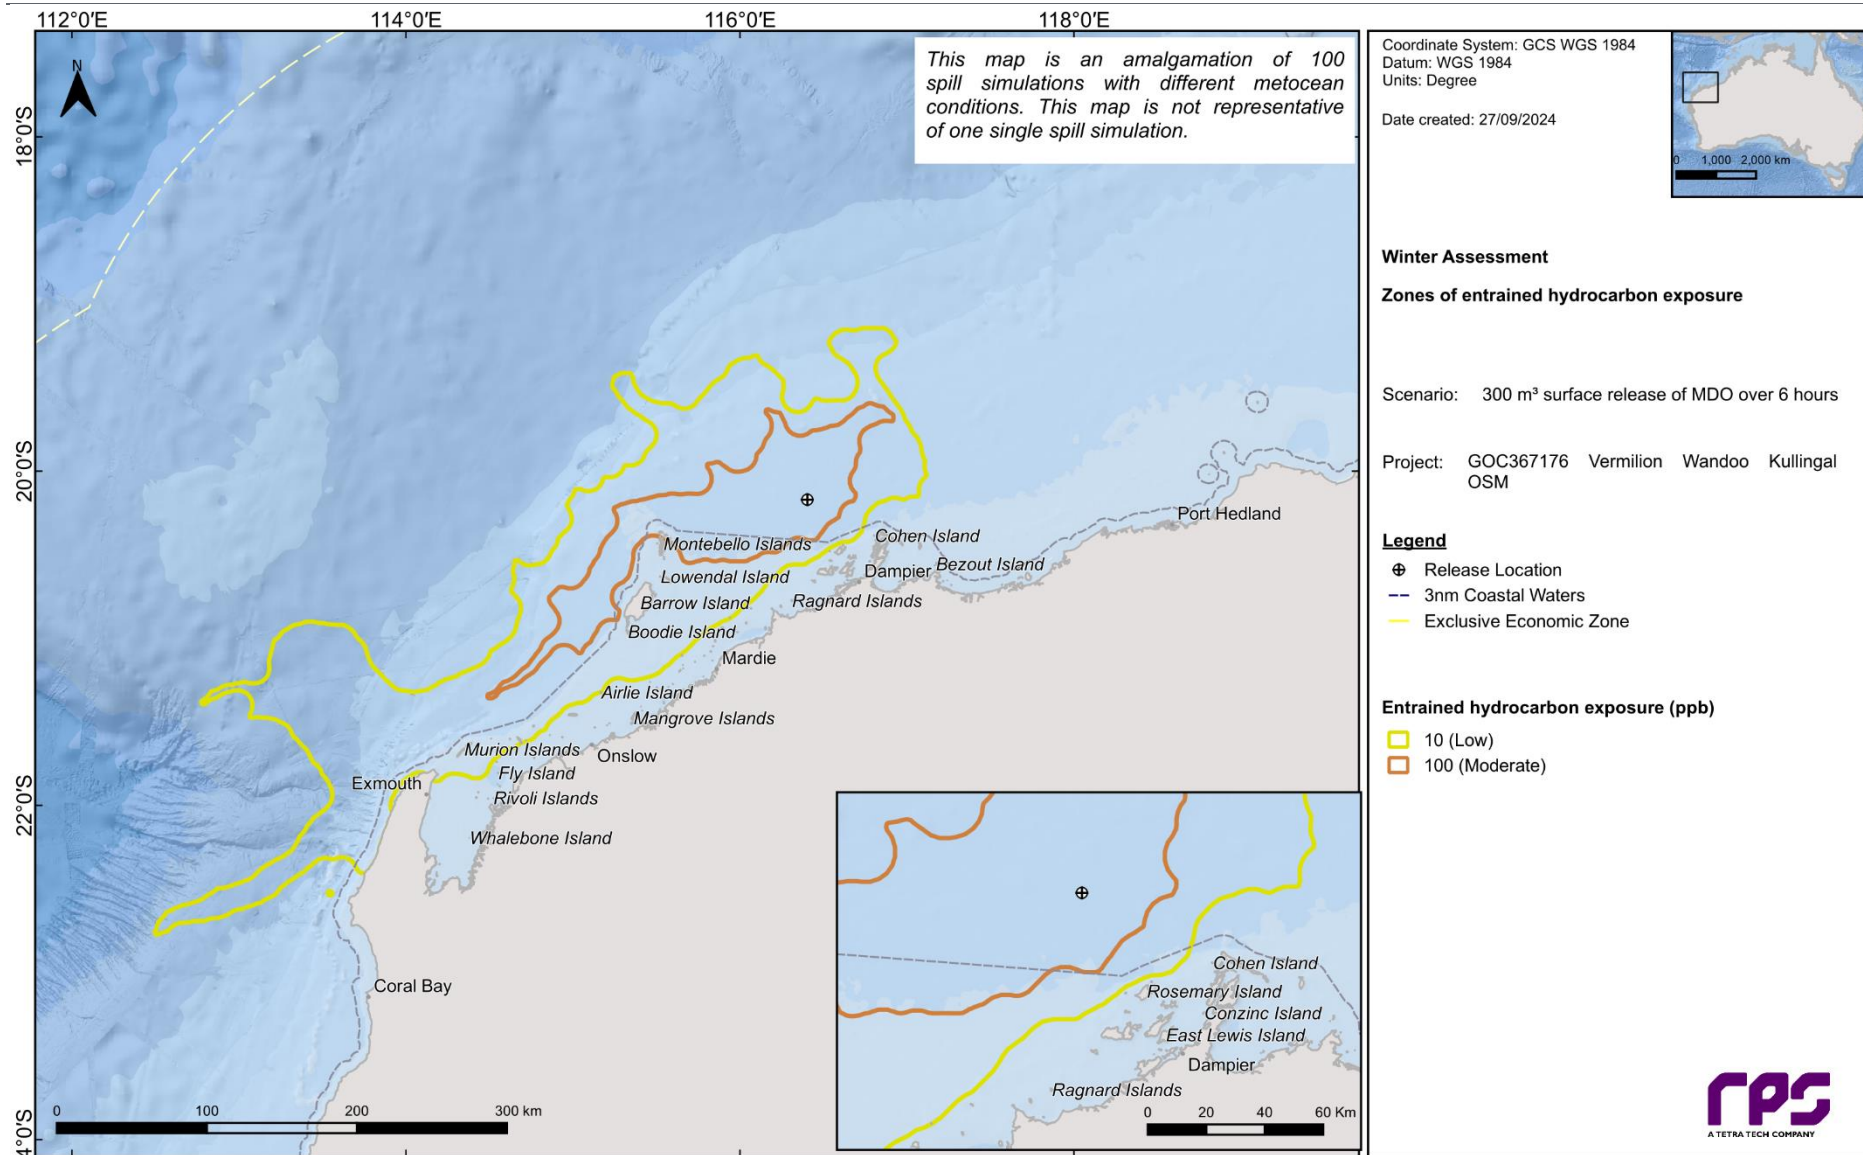 112°0'E
114°0'E
116°0'E
118°0'E
18°0'S
20°0'S
22°0'S
4°0'S
N
This map is an amalgamation of 100
spill simulations with different metocean
conditions. This map is not representative
of one single spill simulation.
Port Hedland
Cohen Island
Montebello Islands
Bezout Island
Dampier
Lowendal Island
Ragnard Islands
Barrow Island
Boodie Island
Mardie
Airlie Island
Mangrove Islands
Murion Islands
Onslow
Fly Island
Exmouth
Rivoli Islands
Whalebone Island
Coral Bay
0 100 200 300 km
Cohen Island
Rosemary Island
Conzinc Island
East Lewis Island
Dampier
Ragnard Islands
0 20 40 60 Km
Coordinate System: GCS WGS 1984
Datum: WGS 1984
Units: Degree
Date created: 27/09/2024
0 1,000 2,000 km
Winter Assessment
Zones of entrained hydrocarbon exposure
Scenario: 300 m³ surface release of MDO over 6 hours
Project: GOC367176 Vermilion Wandoo Kullingal
OSM
Legend
Release Location
3nm Coastal Waters
Exclusive Economic Zone
Entrained hydrocarbon exposure (ppb)
10 (Low)
100 (Moderate)
rps
A TETRA TECH COMPANY